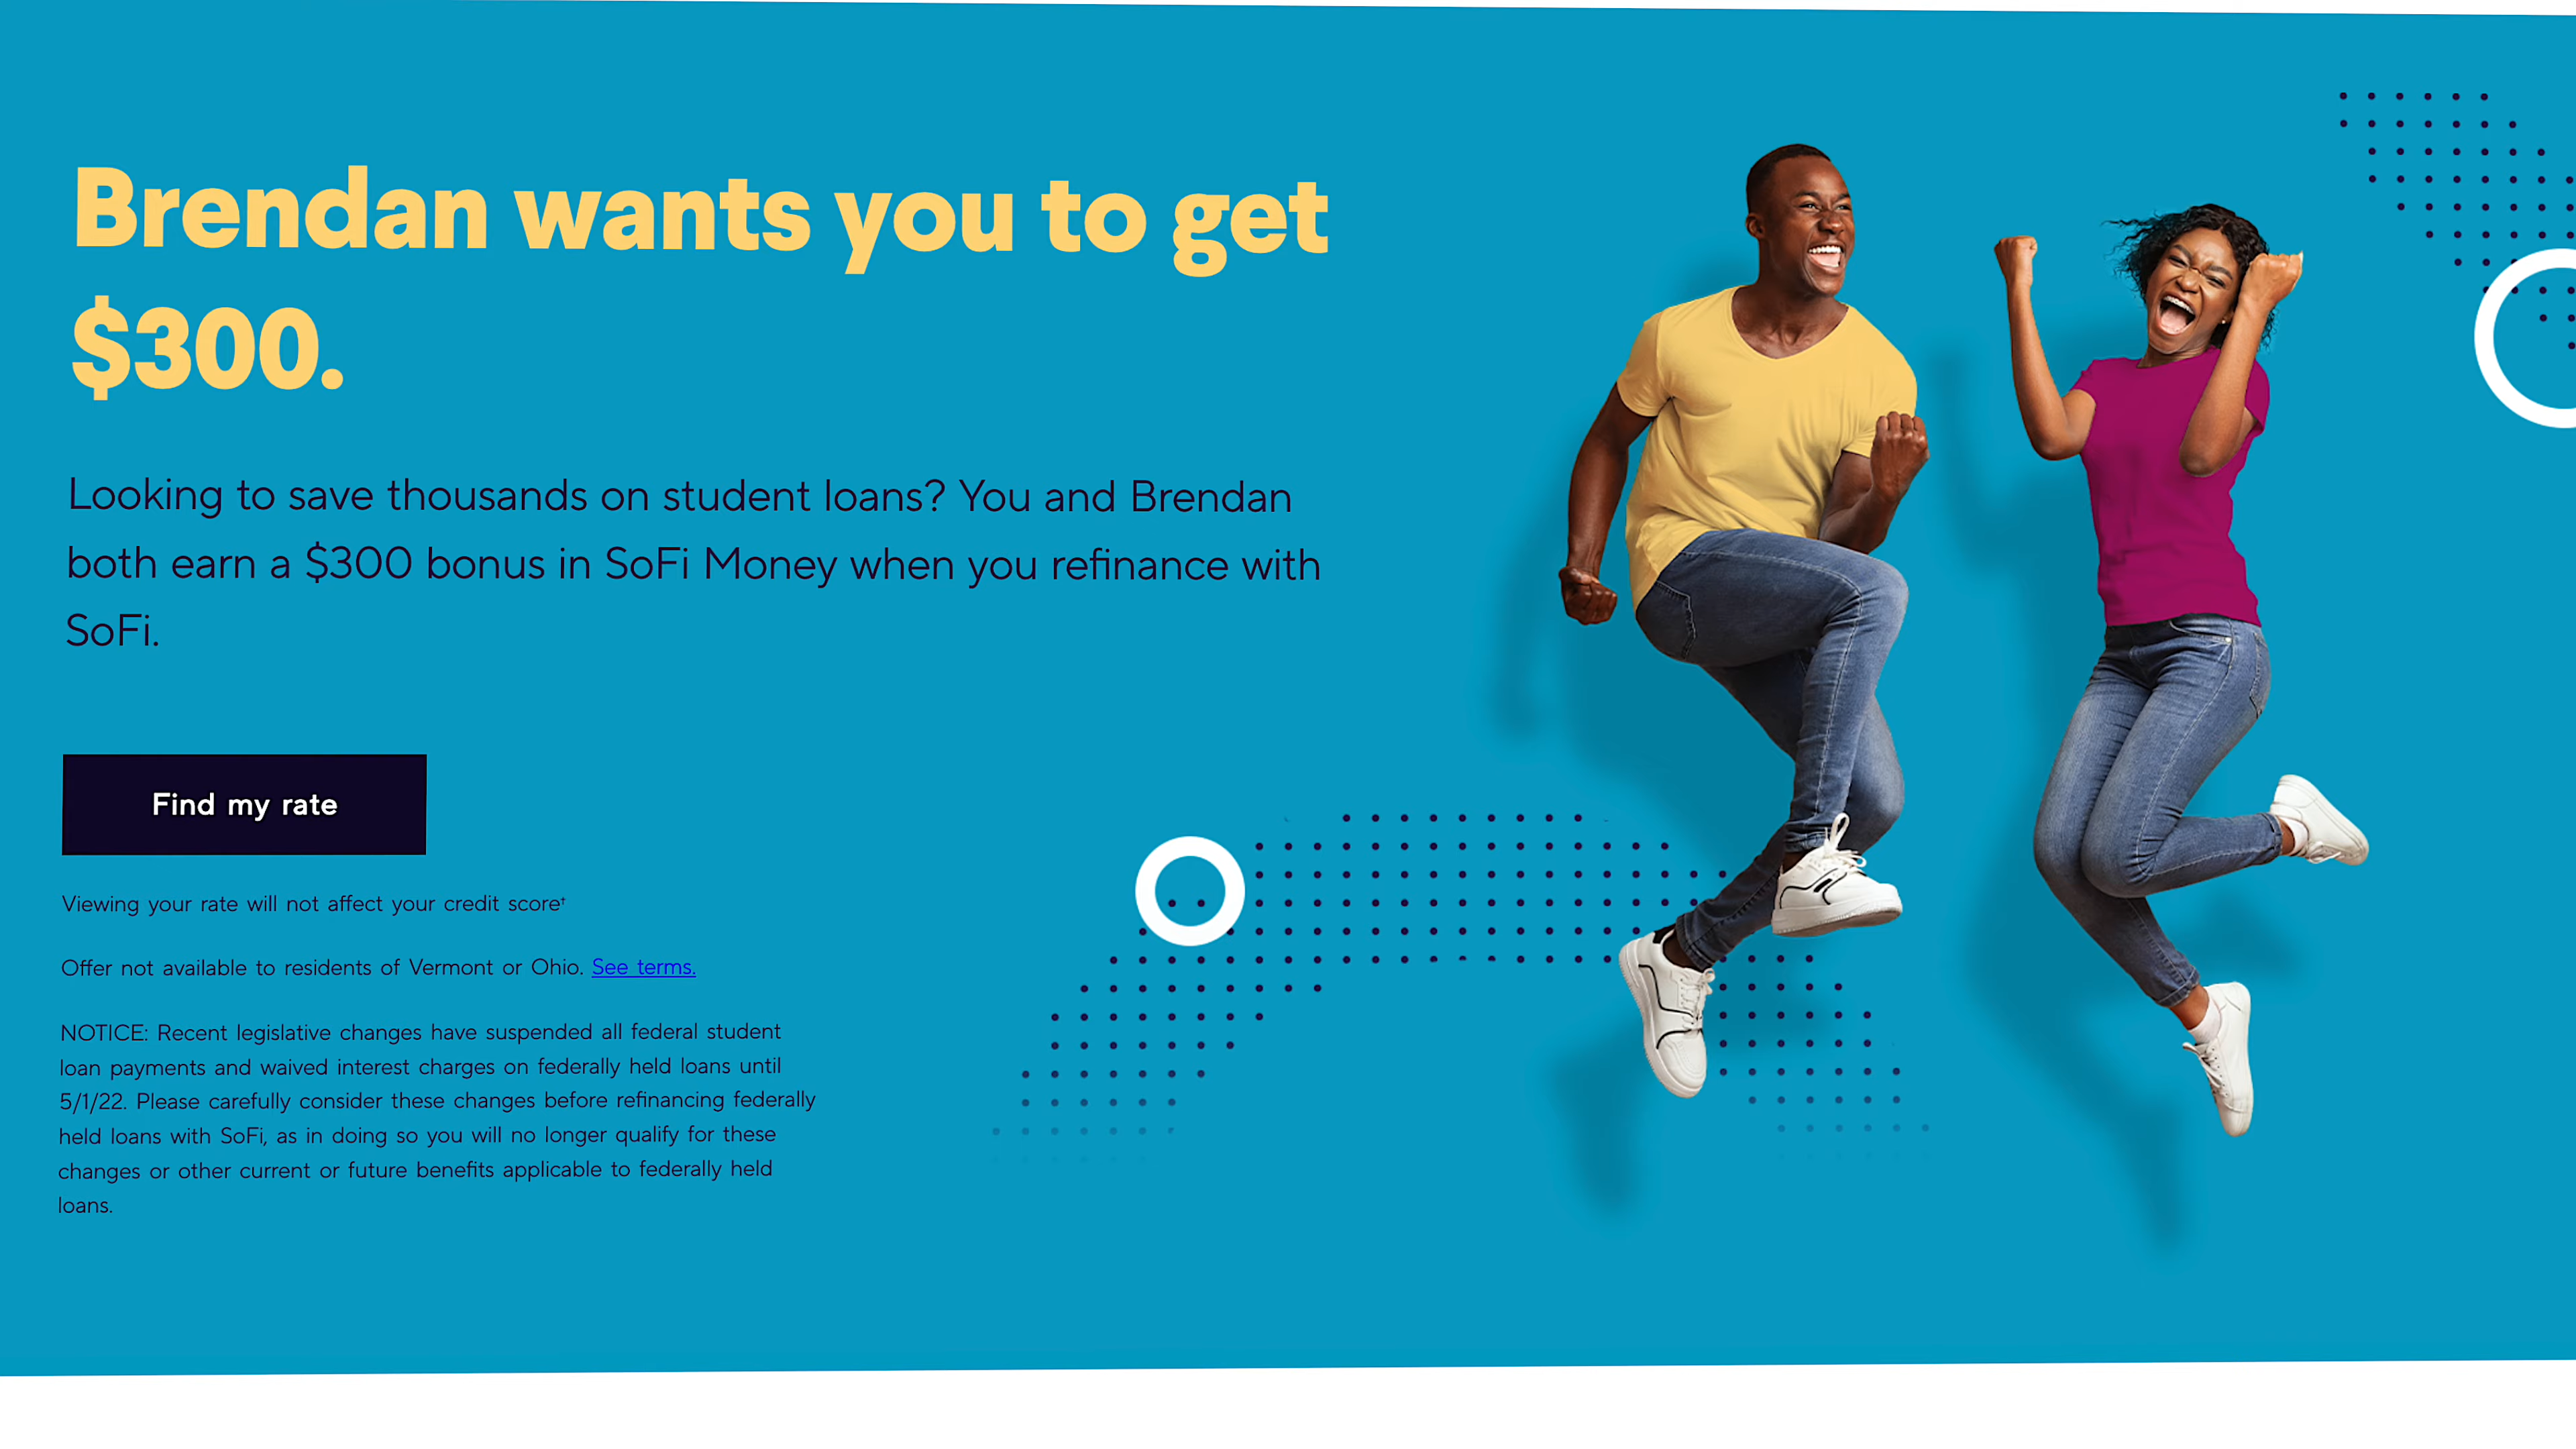 Brendan wants you to get
$300.
Looking to save thousands on student loans? You and Brendan
both earn a $300 bonus in SoFi Money when you refinance with
SoFi.
Find my rate
Viewing your rate will not affect your credit score†
Offer not available to residents of Vermont or Ohio. See terms.
NOTICE: Recent legislative changes have suspended all federal student
loan payments and waived interest charges on federally held loans until
5/1/22. Please carefully consider these changes before refinancing federally
held loans with SoFi, as in doing so you will no longer qualify for these
changes or other current or future benefits applicable to federally held
loans.